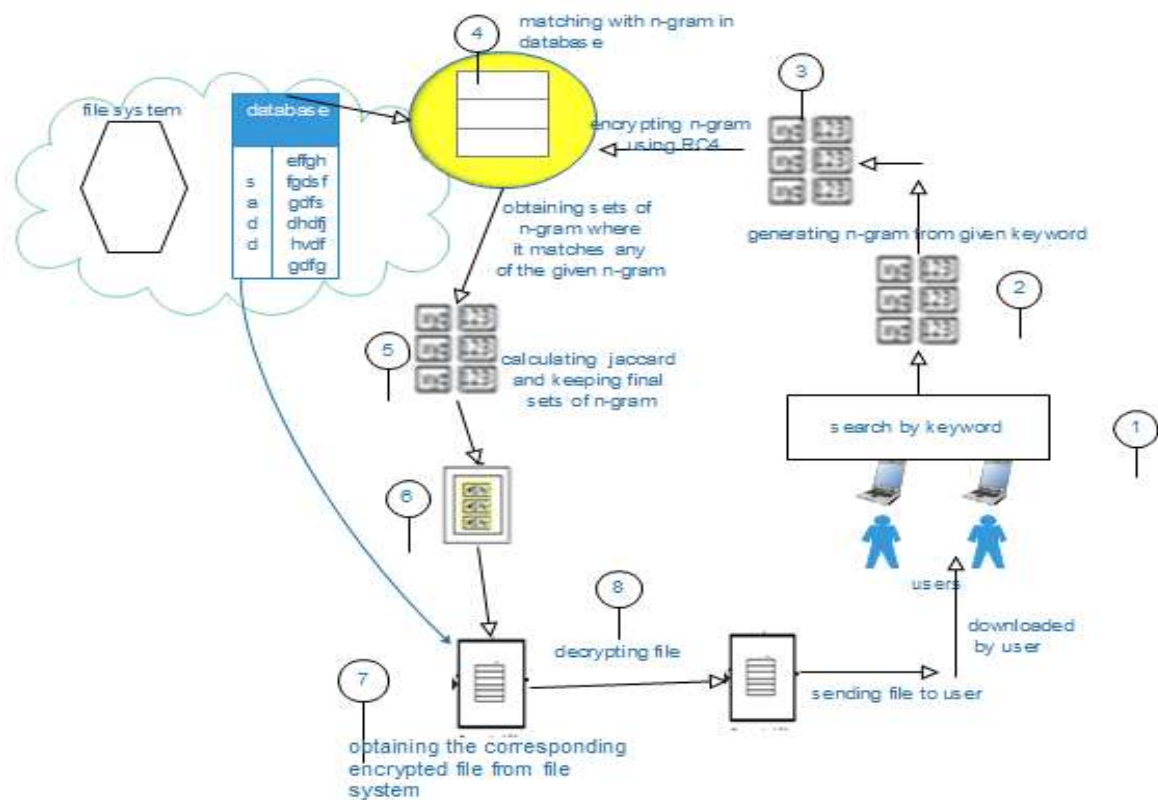 4
matching with n-gram in
database
3
file system
database
effgh
s fgdsf
a gdfs
d dhdfj
d hvdf
gdfg
encrypting n-gram
using RC4
obtaining sets of
n-gram where
it matches any
of the given n-gram
generating n-gram from given keyword
2
5
calculating jaccard
and keeping final
sets of n-gram
search by keyword
1
6
users
8
decrypting file
downloaded
by user
7
sending file to user
obtaining the corresponding
encrypted file from file
system